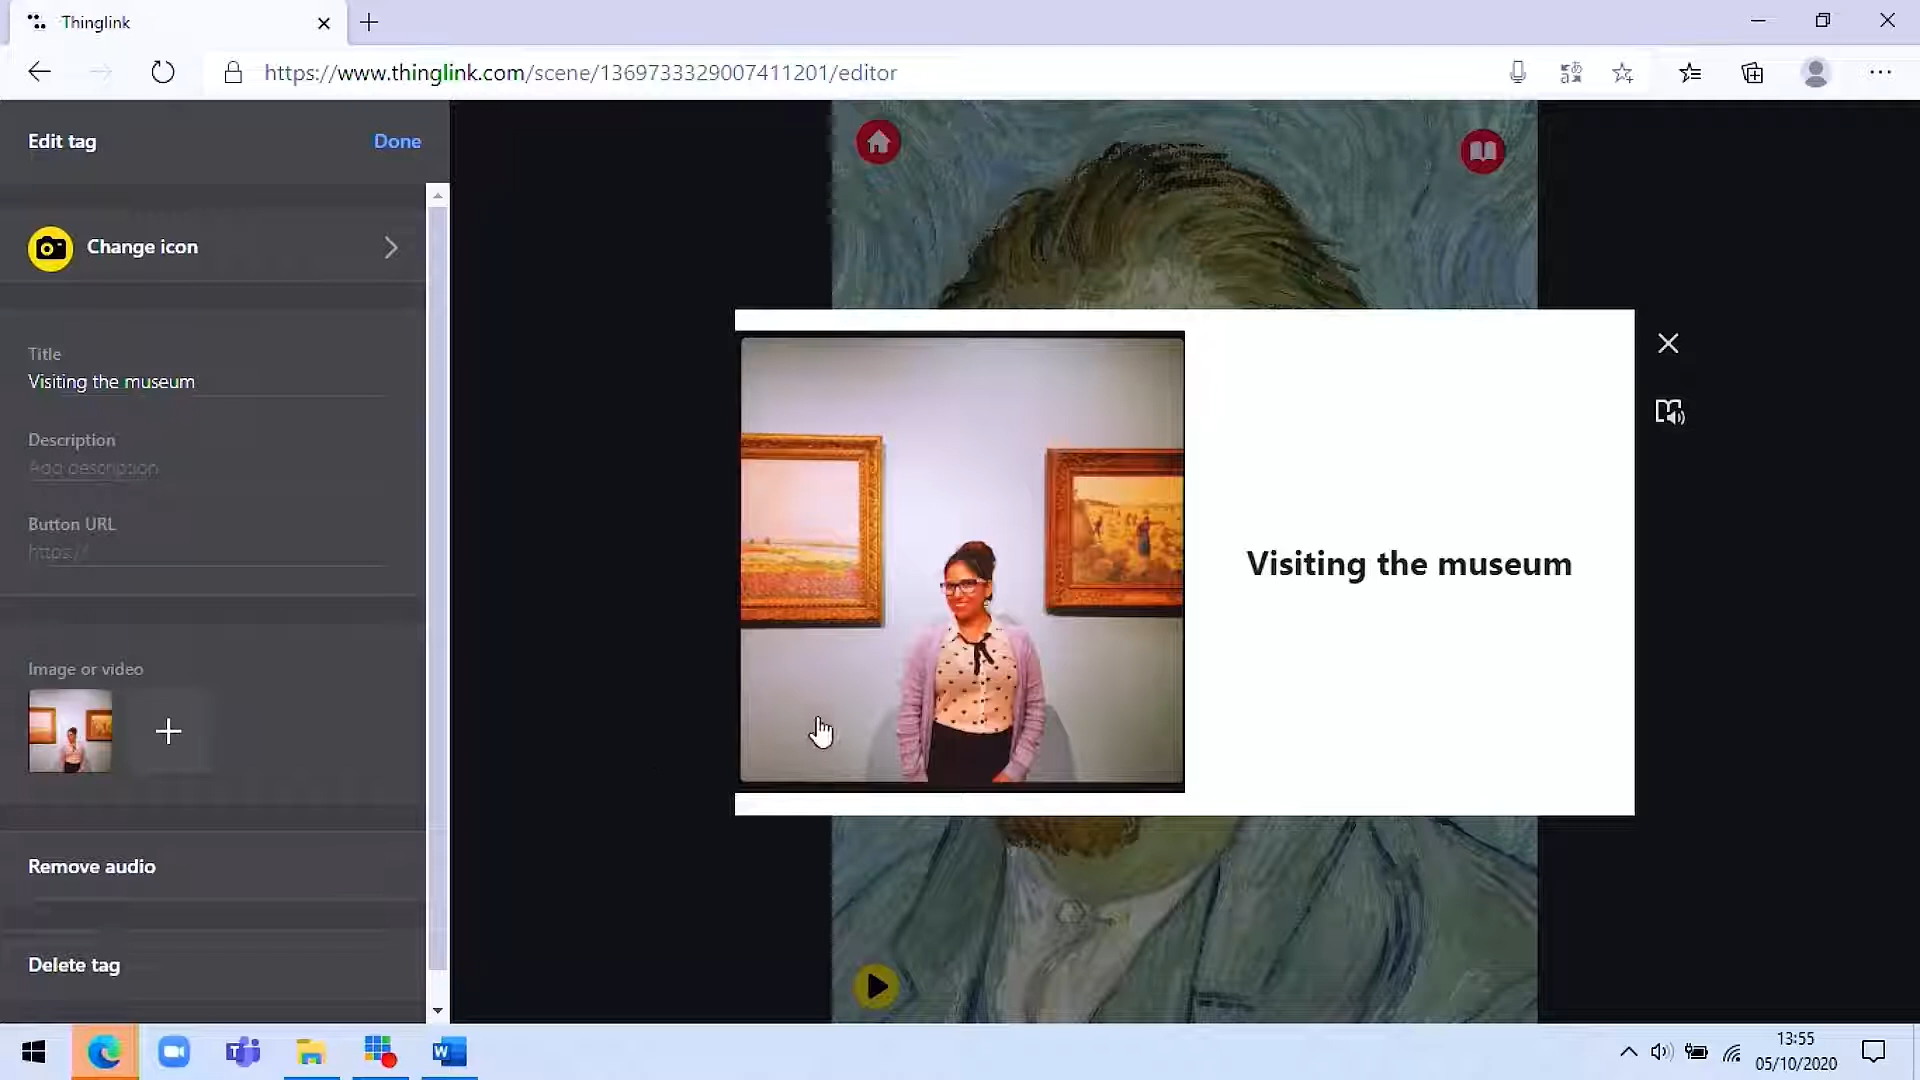 Thinglink
https://www.thinglink.com/scene/1369733329007411201/editor
Edit tag
Done
Change icon
Title
Visiting the museum
Description
Add description
Button URL
https://
Image or video
Remove audio
Delete tag
Visiting the museum
13:55
05/10/2020